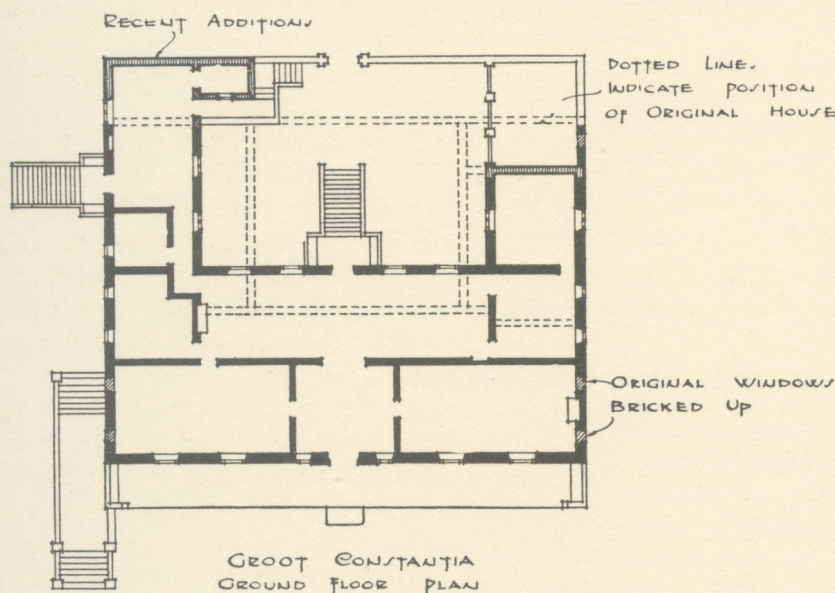 RECENT ADDITIONS
DOTTED LINES
INDICATE POSITION
OF ORIGINAL HOUSE
ORIGINAL WINDOWS
BRICKED UP
GROOT CONSTANTIA
GROUND FLOOR PLAN